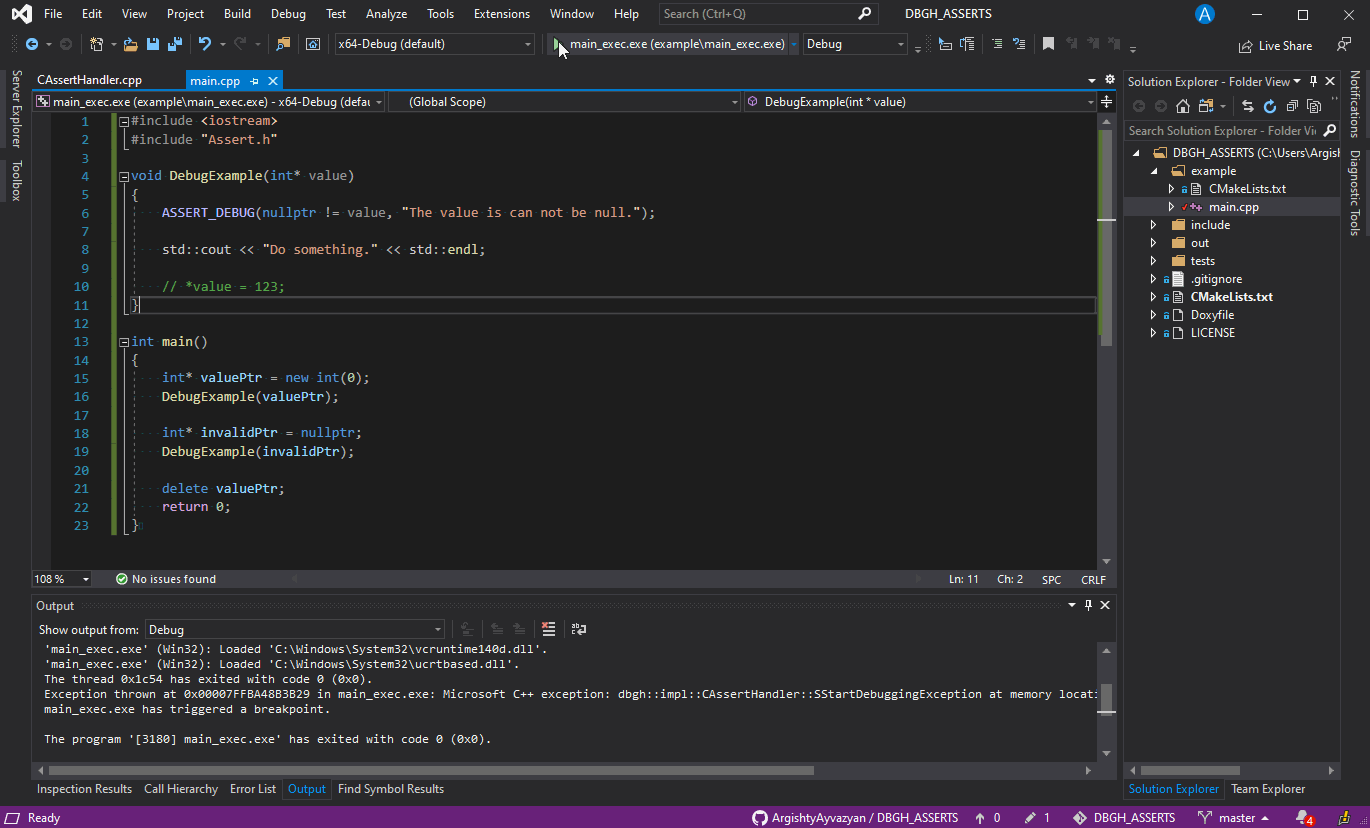 File Edit View Project Build Debug Test Analyze Tools Extensions Window Help Search (Ctrl+Q) DBGH_ASSERTS A
x64-Debug (default) main_exec.exe (example\main_exec.exe) Debug Live Share
Server Explorer
Toolbox
CAssertHandler.cpp main.cpp
main_exec.exe (example\main_exec.exe) - x64-Debug (defau (Global Scope) DebugExample(int * value)
1 #include <iostream>
2 #include "Assert.h"
3
4 void DebugExample(int* value)
5 {
6 ASSERT_DEBUG(nullptr != value, "The value is can not be null.");
7
8 std::cout << "Do something." << std::endl;
9
10 // *value = 123;
11 }
12
13 int main()
14 {
15 int* valuePtr = new int(0);
16 DebugExample(valuePtr);
17
18 int* invalidPtr = nullptr;
19 DebugExample(invalidPtr);
20
21 delete valuePtr;
22 return 0;
23 }
108 % No issues found Ln: 11 Ch: 2 SPC CRLF
Output
Show output from: Debug
'main_exec.exe' (Win32): Loaded 'C:\Windows\System32\vcruntime140d.dll'.
'main_exec.exe' (Win32): Loaded 'C:\Windows\System32\ucrtbased.dll'.
The thread 0x1c54 has exited with code 0 (0x0).
Exception thrown at 0x00007FFBA48B3B29 in main_exec.exe: Microsoft C++ exception: dbgh::impl::CAssertHandler::SStartDebuggingException at memory locati
main_exec.exe has triggered a breakpoint.
The program '[3180] main_exec.exe' has exited with code 0 (0x0).
Inspection Results Call Hierarchy Error List Output Find Symbol Results
Solution Explorer - Folder View
Search Solution Explorer - Folder Vi
DBGH_ASSERTS (C:\Users\Argish
example
CMakeLists.txt
main.cpp
include
out
tests
.gitignore
CMakeLists.txt
Doxyfile
LICENSE
Solution Explorer Team Explorer
Notifications
Diagnostic Tools
Ready ArgishtyAyvazyan / DBGH_ASSERTS 0 1 DBGH_ASSERTS master 4